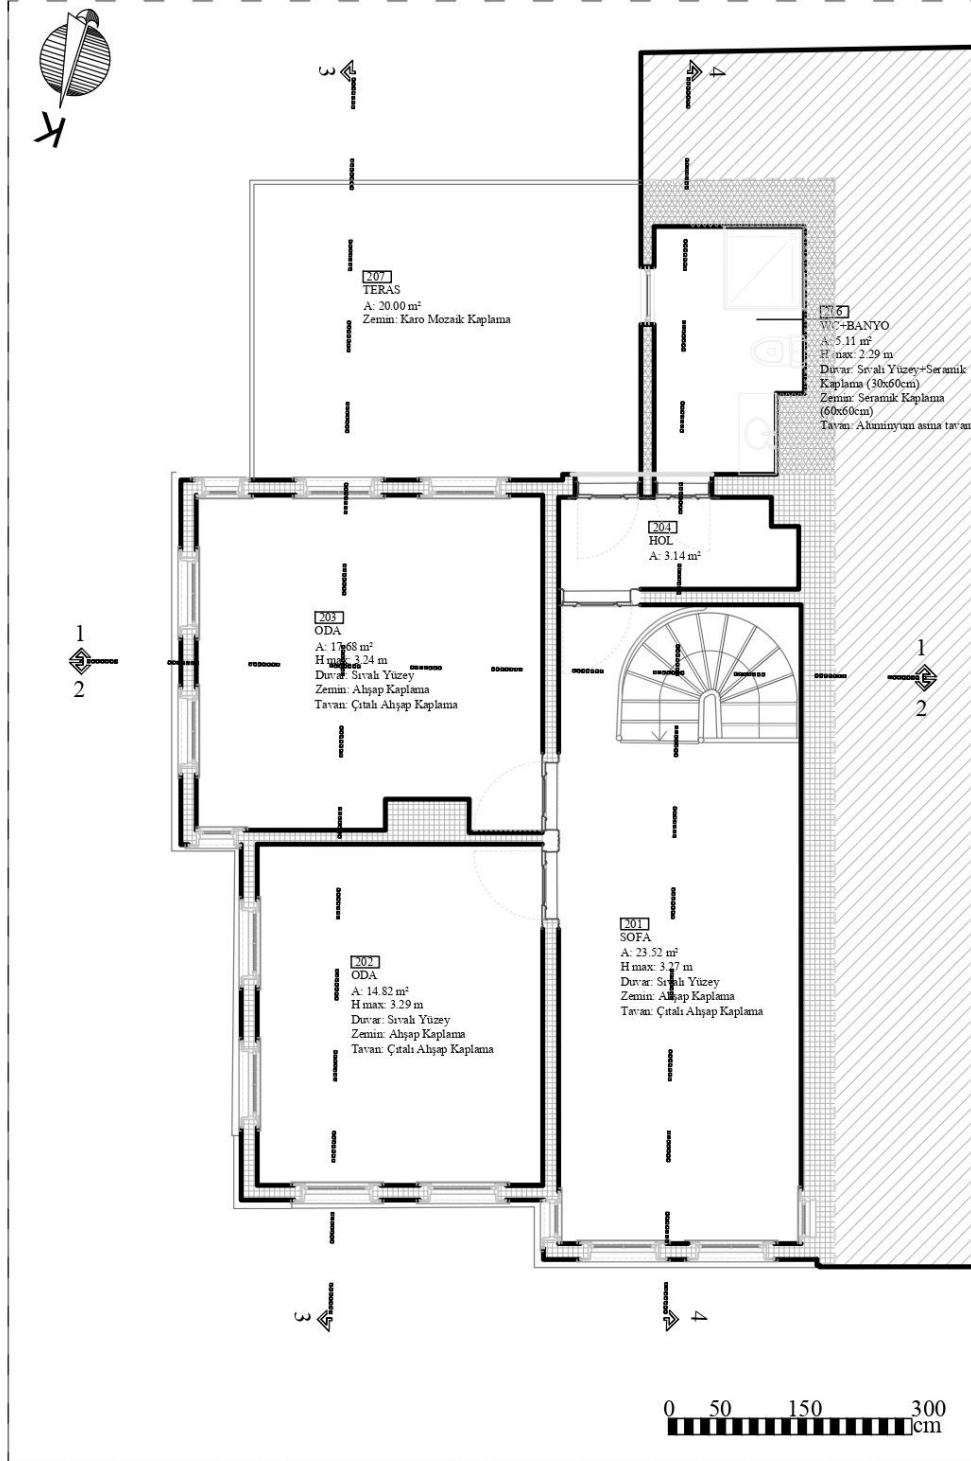 K
3
4
207
TERAS
A: 20.00 m²
Zemin: Karo Mozaik Kaplama
WC+BANYO
A: 5.11 m²
H max: 2.29 m
Duvar: Sıvalı Yüzey+Seramik
Kaplama (30x60cm)
Zemin: Seramik Kaplama
(60x60cm)
Tavan: Aluminyum asma tavan
204
HOL
A: 3.14 m²
203
ODA
A: 17.68 m²
H max: 3.24 m
Duvar: Sıvalı Yüzey
Zemin: Ahşap Kaplama
Tavan: Çıtalı Ahşap Kaplama
1
2
1
2
201
SOFA
A: 23.52 m²
H max: 3.27 m
Duvar: Sıvalı Yüzey
Zemin: Ahşap Kaplama
Tavan: Çıtalı Ahşap Kaplama
202
ODA
A: 14.82 m²
H max: 3.29 m
Duvar: Sıvalı Yüzey
Zemin: Ahşap Kaplama
Tavan: Çıtalı Ahşap Kaplama
3
4
0 50 150 300
cm